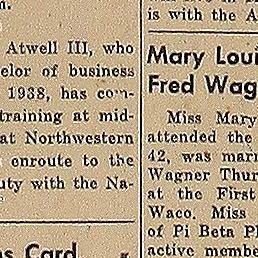 n.
Atwell III, who
elor of business
1938, has com-
training at mid-
at Northwestern
enroute to the
uty with the Na-
ns Card
is with the A
Mary Loui
Fred Wag
Miss Mary
attended the
42, was marr
Wagner Thur
at the First
Waco. Miss
of Pi Beta Ph
active membe